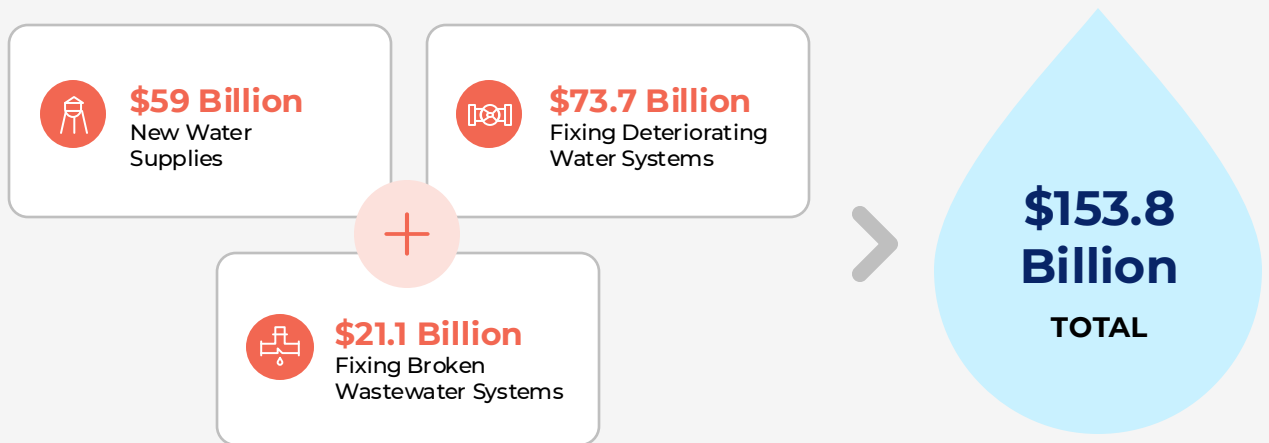 $59 Billion
New Water
Supplies
$73.7 Billion
Fixing Deteriorating
Water Systems
$21.1 Billion
Fixing Broken
Wastewater Systems
$153.8
Billion
TOTAL